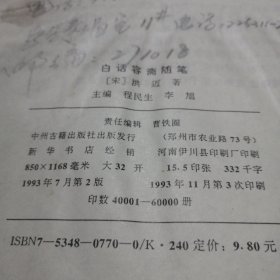 白话容斋随笔
[宋]洪迈著
主编 程民生 李旭
责任编辑 曹铁圈
中州古籍出版社出版发行 (郑州市农业路73号)
新华书店经销 河南伊川县印刷厂印刷
850×1168毫米 大32开 15.5印张 332千字
1993年7月第2版 1993年11月第3次印刷
印数 40001—60000册
ISBN7—5348—0770—0/K·240 定价:9.80元